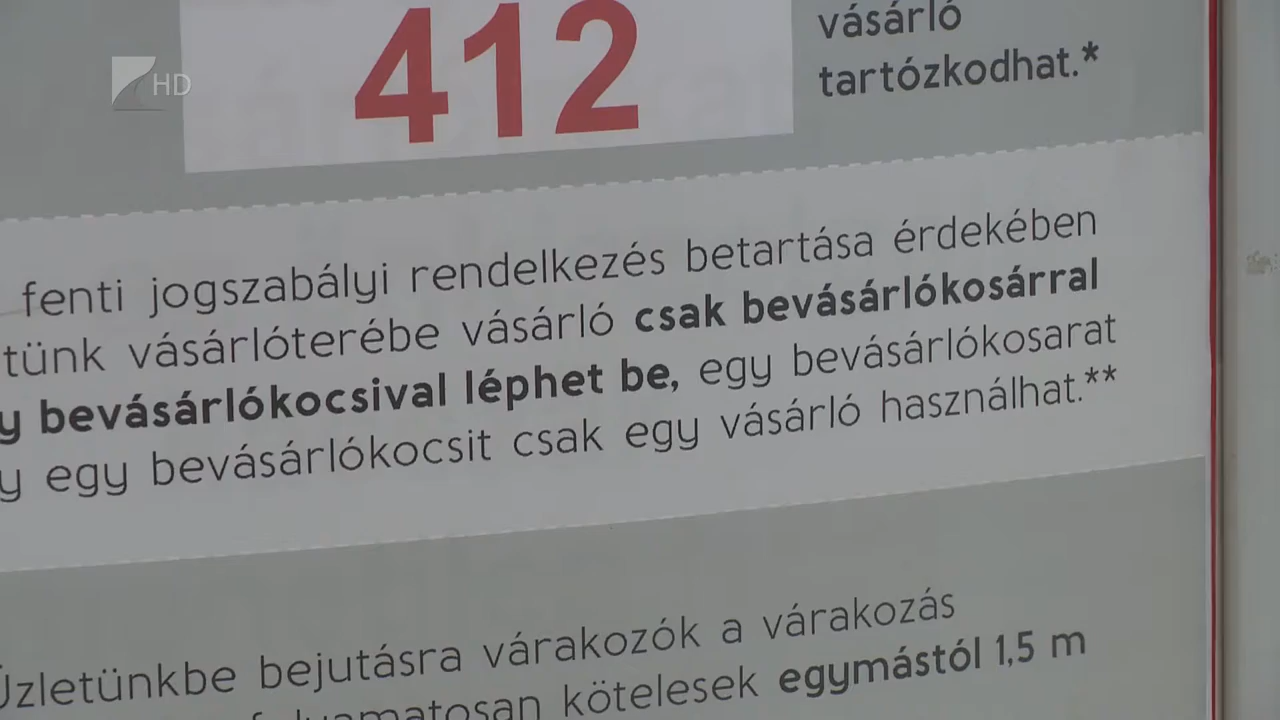 HD
412
vásárló
tartózkodhat.*
fenti jogszabályi rendelkezés betartása érdekében
tünk vásárlóterébe vásárló csak bevásárlókosárral
y bevásárlókocsival léphet be, egy bevásárlókosarat
y egy bevásárlókocsit csak egy vásárló használhat.**
Üzletünkbe bejutásra várakozók a várakozás
folyamatosan kötelesek egymástól 1,5 m